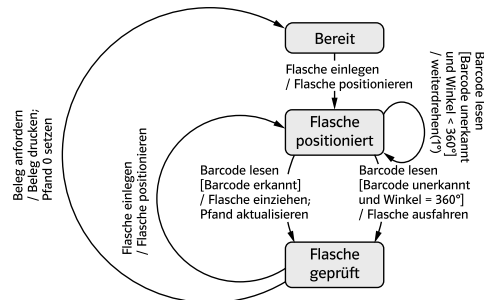 Bereit
Flasche einlegen
/ Flasche positionieren
Barcode lesen
[Barcode unerkannt
und Winkel < 360°]
/ weiterdrehen(1°)
Flasche
positioniert
Beleg anfordern
/ Beleg drucken;
Pfand 0 setzen
Flasche einlegen
/ Flasche positionieren
Barcode lesen
[Barcode erkannt]
/ Flasche einziehen;
Pfand aktualisieren
Barcode lesen
[Barcode unerkannt
und Winkel = 360°]
/ Flasche ausfahren
Flasche
geprüft